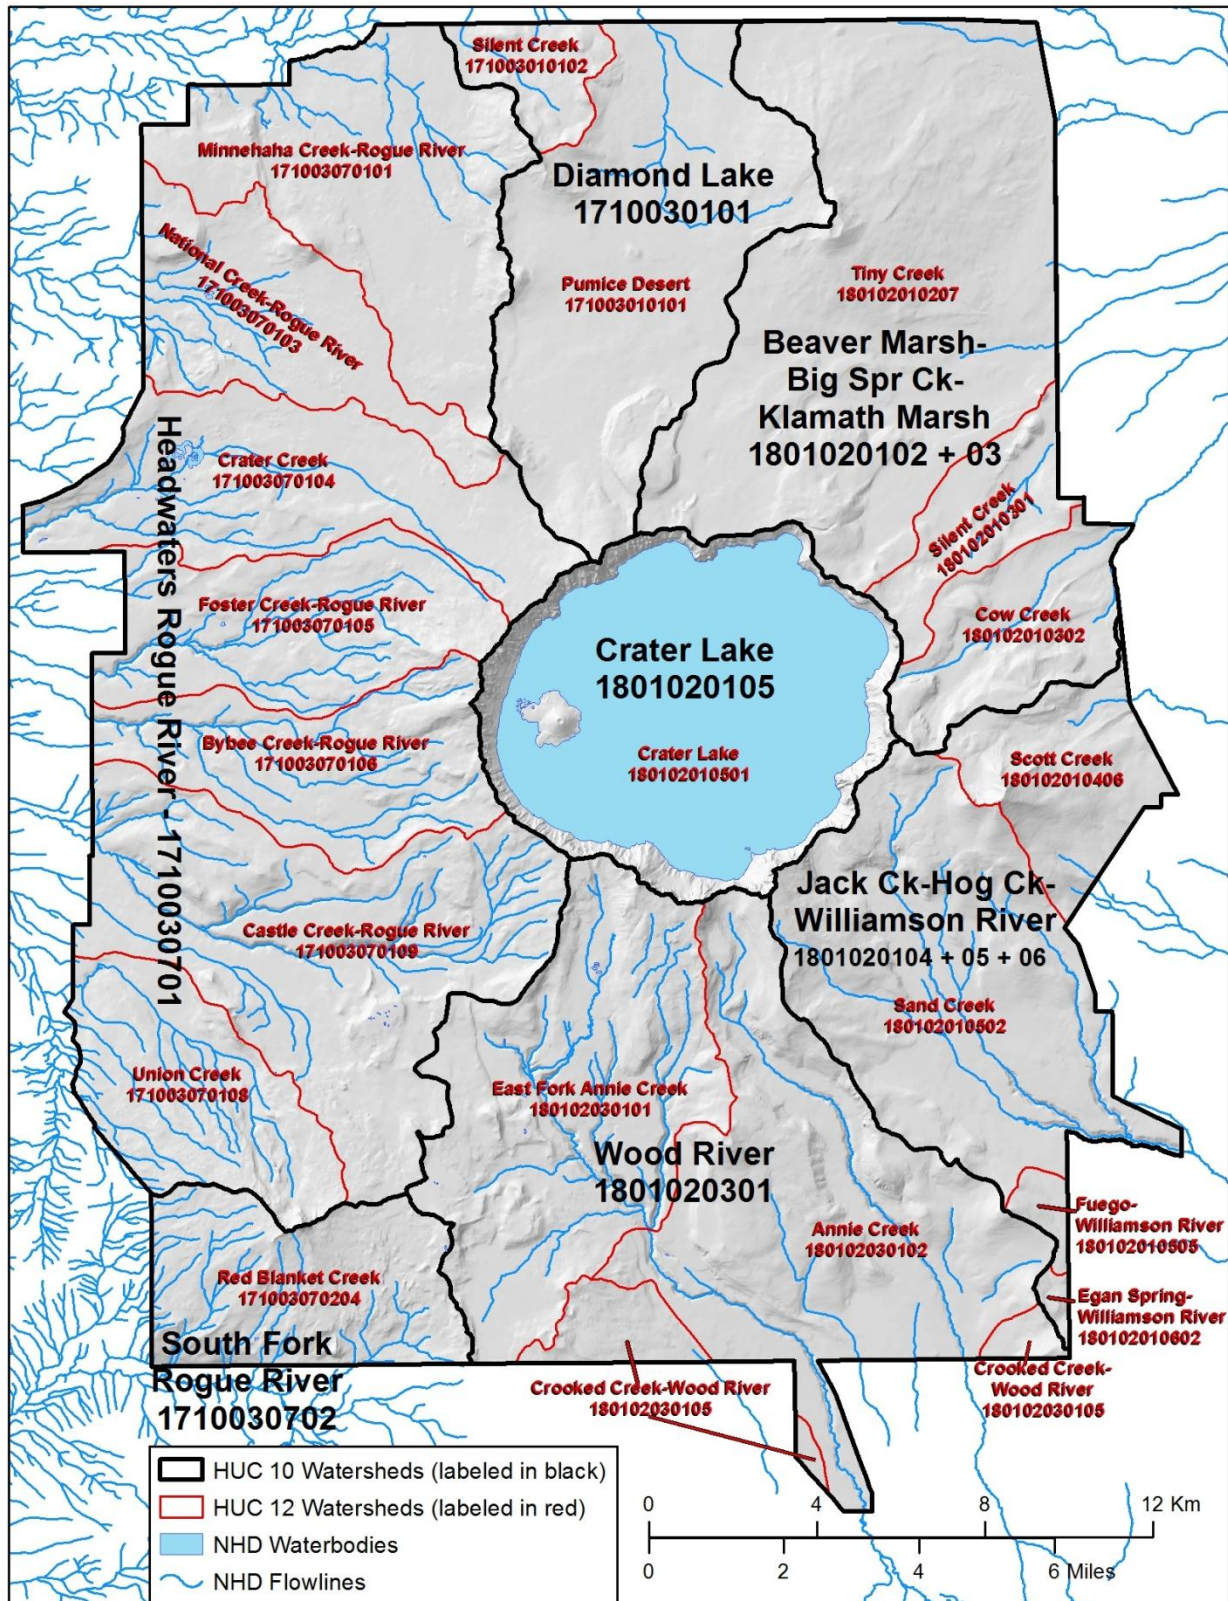 Silent Creek
171003010102
Minnehaha Creek-Rogue River
171003070101
Diamond Lake
1710030101
National Creek-Rogue River
171003070103
Pumice Desert
171003010101
Tiny Creek
180102010207
Beaver Marsh-
Big Spr Ck-
Klamath Marsh
1801020102 + 03
Headwaters Rogue River - 1710030701
Crater Creek
171003070104
Silent Creek
180102010301
Foster Creek-Rogue River
171003070105
Cow Creek
180102010302
Crater Lake
1801020105
Bybee Creek-Rogue River
171003070106
Crater Lake
180102010501
Scott Creek
180102010406
Jack Ck-Hog Ck-
Williamson River
1801020104 + 05 + 06
Castle Creek-Rogue River
171003070109
Sand Creek
180102010502
Union Creek
171003070108
East Fork Annie Creek
180102030101
Wood River
1801020301
Annie Creek
180102030102
Fuego-
Williamson River
180102010505
Red Blanket Creek
171003070204
Egan Spring-
Williamson River
180102010602
South Fork
Rogue River
1710030702
Crooked Creek-Wood River
180102030105
Crooked Creek-
Wood River
180102030105
HUC 10 Watersheds (labeled in black)
HUC 12 Watersheds (labeled in red)
NHD Waterbodies
NHD Flowlines
0 4 8 12 Km
0 2 4 6 Miles